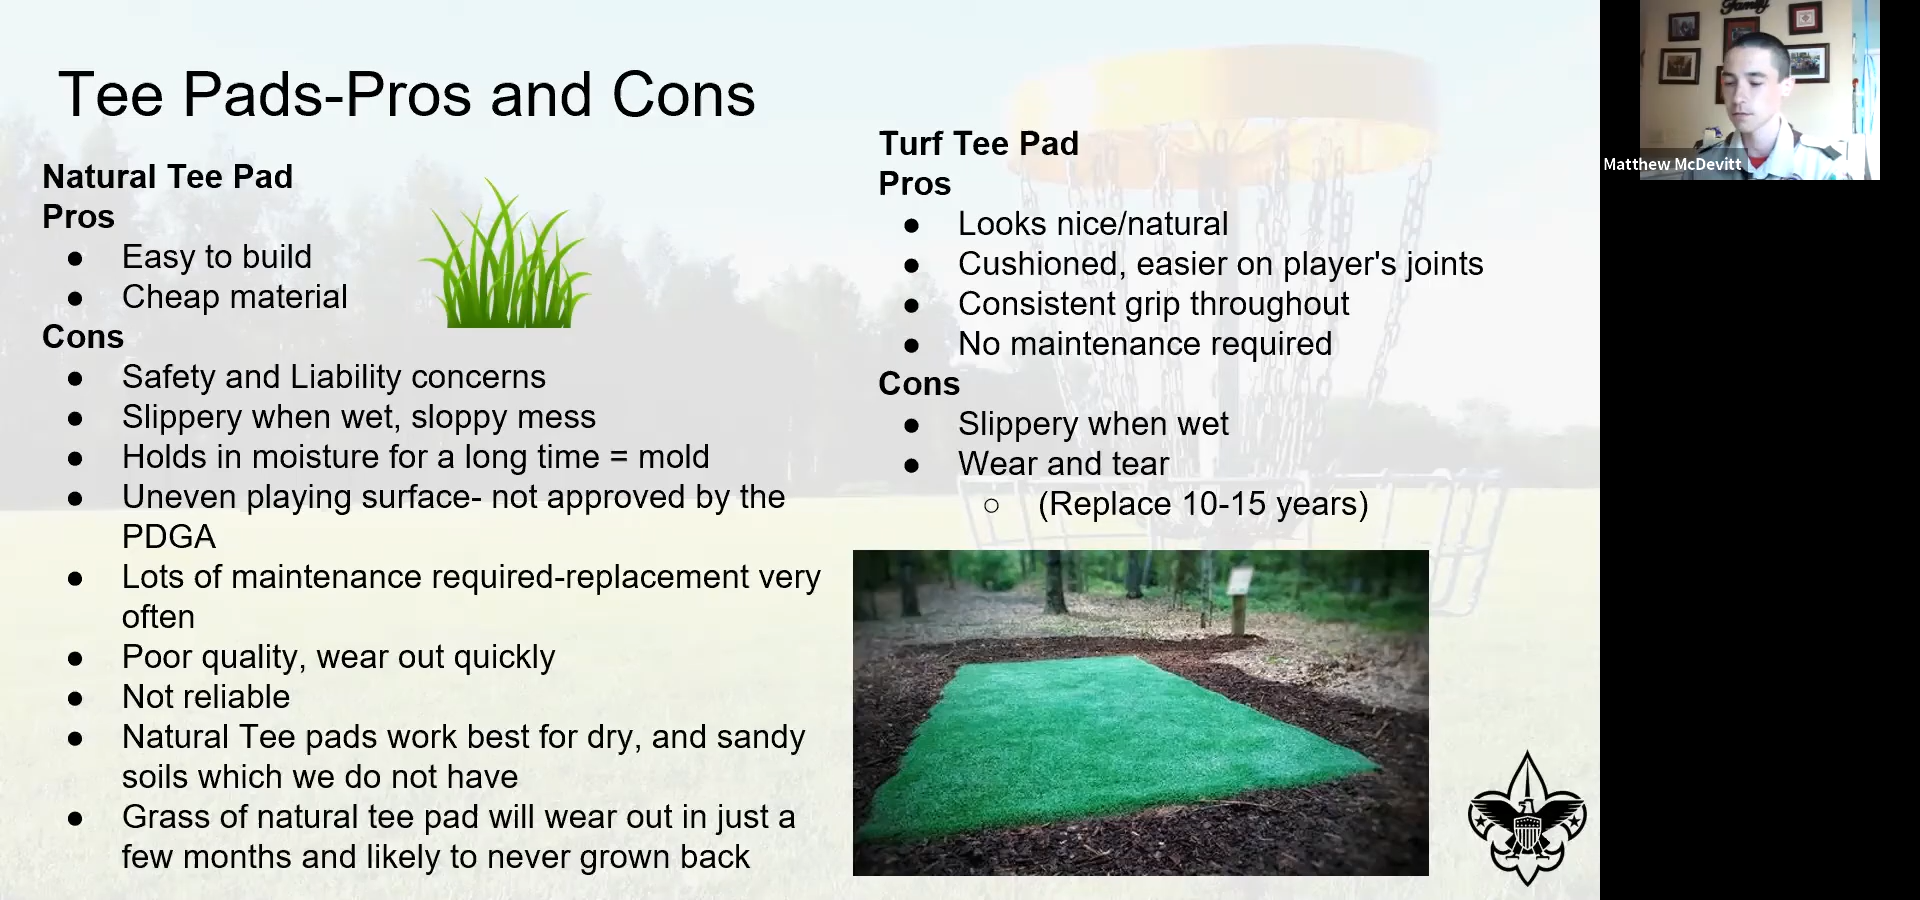 Tee Pads-Pros and Cons
Natural Tee Pad
Pros
● Easy to build
● Cheap material
Cons
● Safety and Liability concerns
● Slippery when wet, sloppy mess
● Holds in moisture for a long time = mold
● Uneven playing surface- not approved by the
PDGA
● Lots of maintenance required-replacement very
often
● Poor quality, wear out quickly
● Not reliable
● Natural Tee pads work best for dry, and sandy
soils which we do not have
● Grass of natural tee pad will wear out in just a
few months and likely to never grown back
Turf Tee Pad
Pros
● Looks nice/natural
● Cushioned, easier on player's joints
● Consistent grip throughout
● No maintenance required
Cons
● Slippery when wet
● Wear and tear
○ (Replace 10-15 years)
Family
Matthew McDevitt